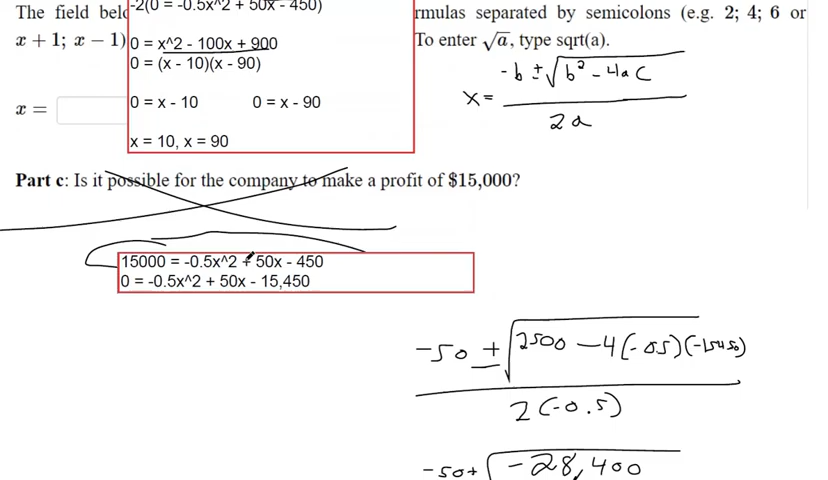 -2(0 = -0.5x^2 + 50x - 450)
The field
rmulas separated by semicolons (e.g. 2; 4; 6 or
0 = x^2 - 100x + 900
x + 1; x − 1)
To enter √a, type sqrt(a).
0 = (x - 10)(x - 90)
x = (-b ± √(b² - 4ac)) / 2a
0 = x - 10 0 = x - 90
x =
x = 10, x = 90
Part c: Is it possible for the company to make a profit of $15,000?
15000 = -0.5x^2 + 50x - 450
0 = -0.5x^2 + 50x - 15,450
-50 ± √(2500 - 4(-05)(-15450))
2(-0.5)
-50± √(-28,400)